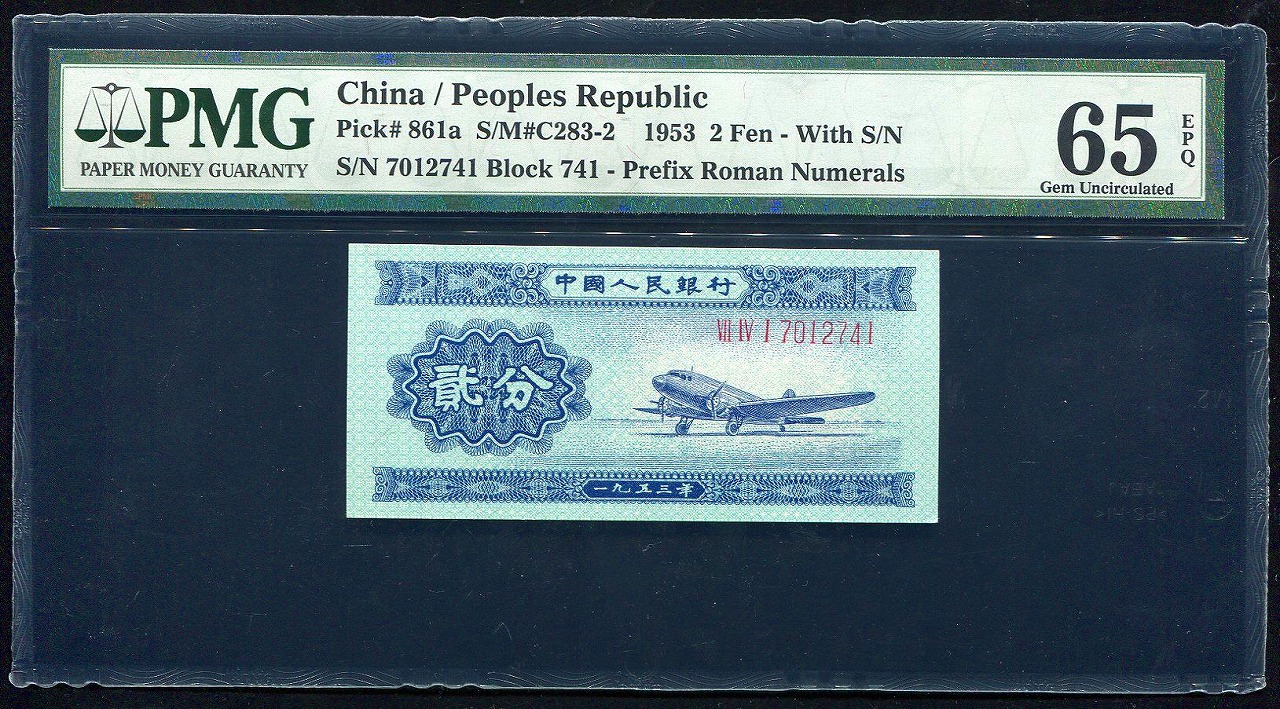 PMG
PAPER MONEY GUARANTY
China / Peoples Republic
Pick# 861a S/M#C283-2 1953 2 Fen - With S/N
S/N 7012741 Block 741 - Prefix Roman Numerals
65
EPQ
Gem Uncirculated
中國人民銀行
VII IV I 7012741
貳分
一九五三年